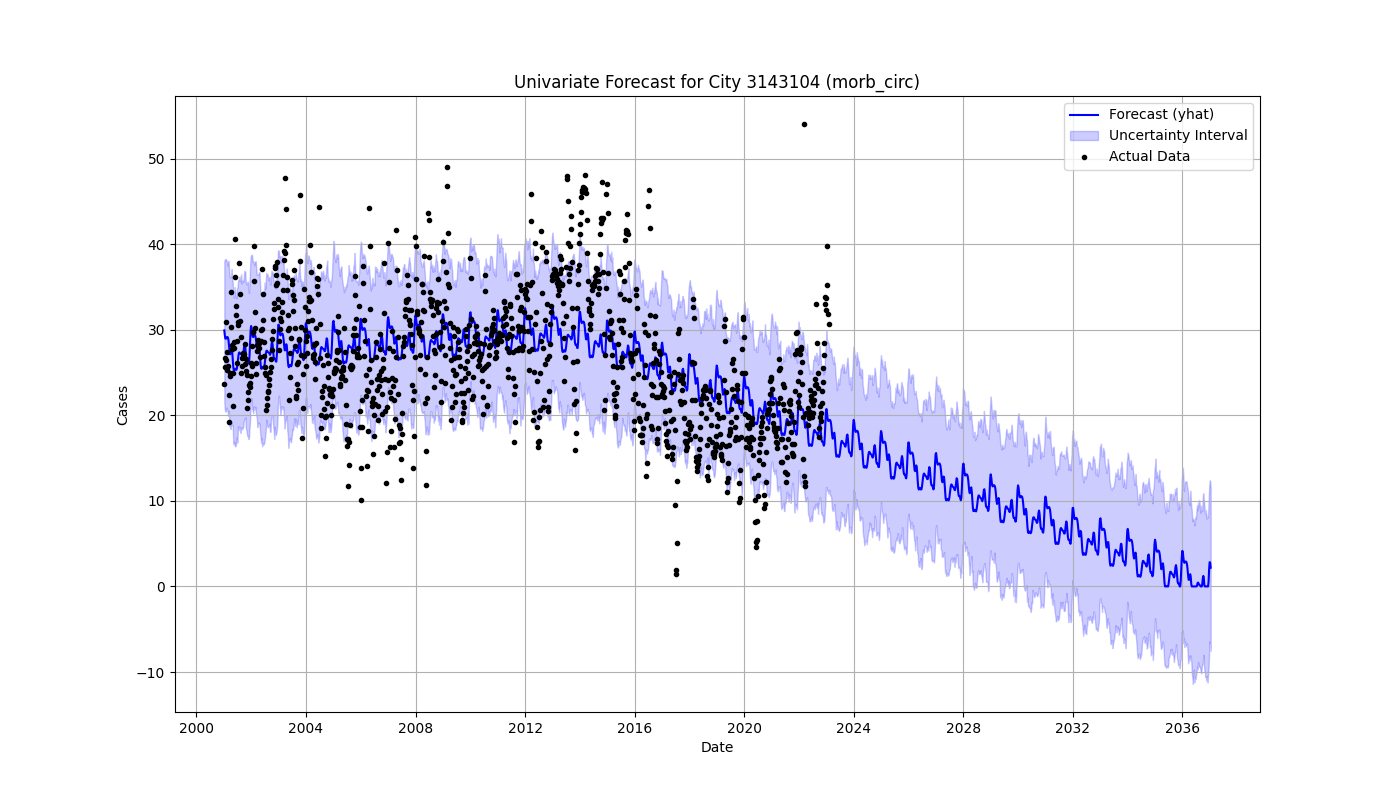 Univariate Forecast for City 3143104 (morb_circ)
Forecast (yhat)
Uncertainty Interval
Actual Data
Cases
50
40
30
20
10
0
−10
2000 2004 2008 2012 2016 2020 2024 2028 2032 2036
Date